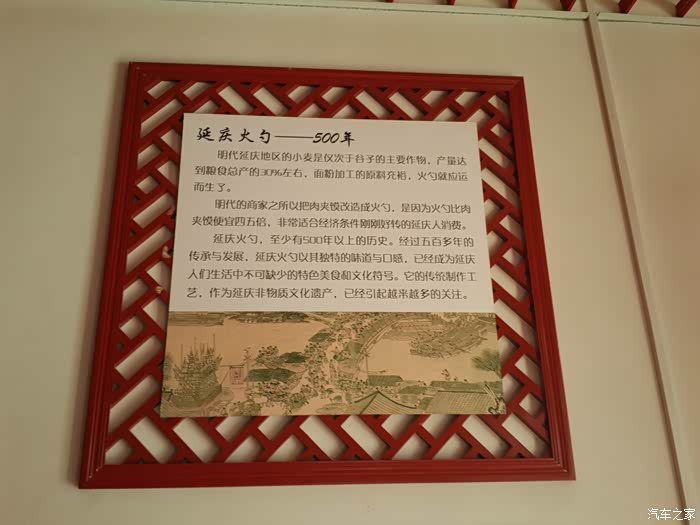 延庆火勺——500年
明代延庆地区的小麦是仅次于谷子的主要作物，产量达
到粮食总产的30%左右，面粉加工的原料充裕，火勺就应运
而生了。
明代的商家之所以把肉夹馍改造成火勺，是因为火勺比肉
夹馍便宜四五倍，非常适合经济条件刚刚好转的延庆人消费。
延庆火勺，至少有500年以上的历史。经过五百多年的
传承与发展，延庆火勺以其独特的味道与口感，已经成为延庆
人们生活中不可缺少的特色美食和文化符号。它的传统制作工
艺，作为延庆非物质文化遗产，已经引起越来越多的关注。
汽车之家